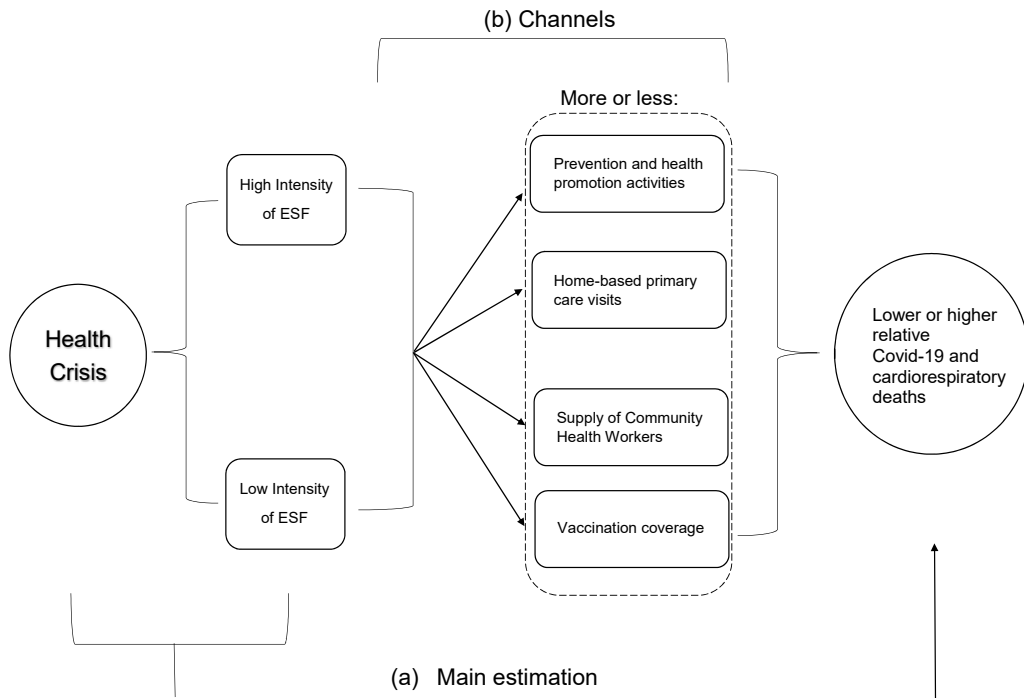 (b) Channels
More or less:
Prevention and health
promotion activities
High Intensity
of ESF
Home-based primary
care visits
Health
Crisis
Lower or higher
relative
Covid-19 and
cardiorespiratory
deaths
Supply of Community
Health Workers
Low Intensity
of ESF
Vaccination coverage
(a) Main estimation